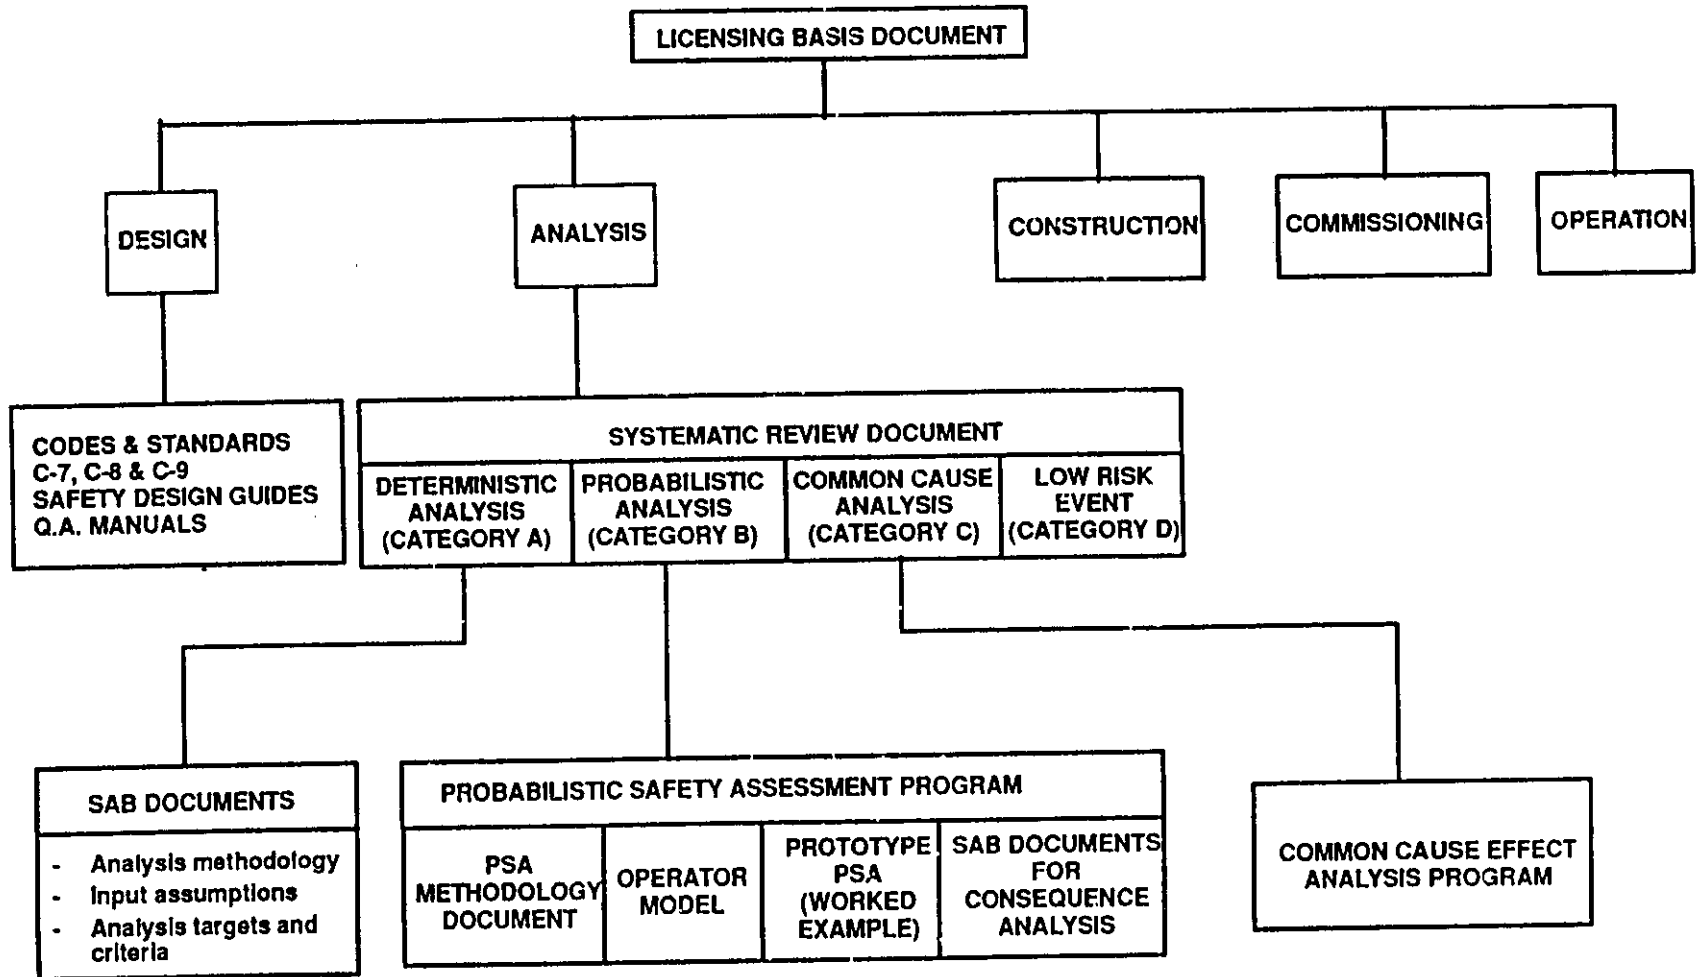 LICENSING BASIS DOCUMENT
DESIGN
ANALYSIS
CONSTRUCTION
COMMISSIONING
OPERATION
CODES & STANDARDS
C-7, C-8 & C-9
SAFETY DESIGN GUIDES
Q.A. MANUALS
SYSTEMATIC REVIEW DOCUMENT
DETERMINISTIC
ANALYSIS
(CATEGORY A)
PROBABILISTIC
ANALYSIS
(CATEGORY B)
COMMON CAUSE
ANALYSIS
(CATEGORY C)
LOW RISK
EVENT
(CATEGORY D)
SAB DOCUMENTS
- Analysis methodology
- Input assumptions
- Analysis targets and
criteria
PROBABILISTIC SAFETY ASSESSMENT PROGRAM
PSA
METHODOLOGY
DOCUMENT
OPERATOR
MODEL
PROTOTYPE
PSA
(WORKED
EXAMPLE)
SAB DOCUMENTS
FOR
CONSEQUENCE
ANALYSIS
COMMON CAUSE EFFECT
ANALYSIS PROGRAM